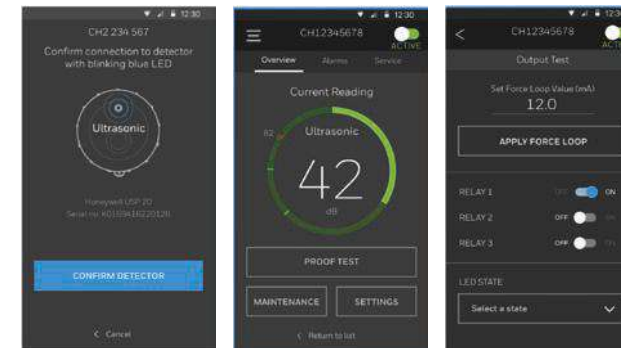 12:30
CH2 234 567
Confirm connection to detector
with blinking blue LED
Ultrasonic
Honeywell USP 20
CONFIRM DETECTOR
< Cancel
12:30
CH12345678
ACTIVE
Overview Alarms Service
Current Reading
82
Ultrasonic
42
dB
PROOF TEST
MAINTENANCE SETTINGS
< Return to list
CH12345678
Output Test
Set Force Loop Value (mA)
12.0
APPLY FORCE LOOP
RELAY 1 OFF ON
RELAY 2 OFF
RELAY 3 OFF
LED STATE
Select a state